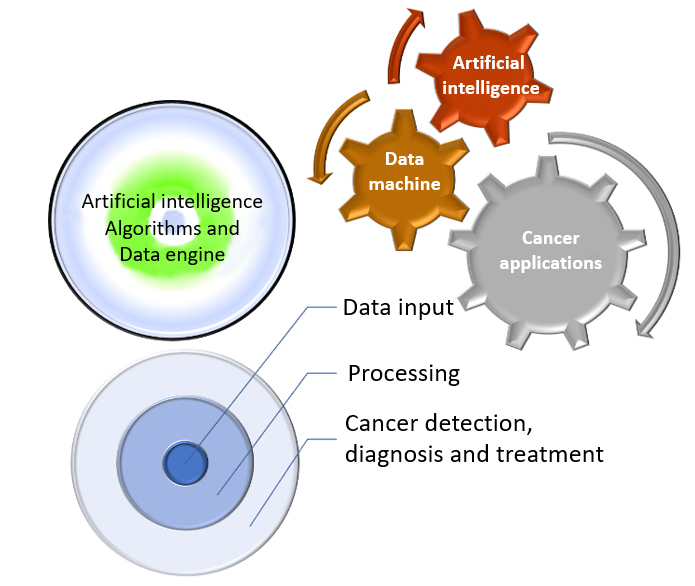 Artificial
intelligence
Data
machine
Cancer
applications
Artificial intelligence
Algorithms and
Data engine
Data input
Processing
Cancer detection,
diagnosis and treatment